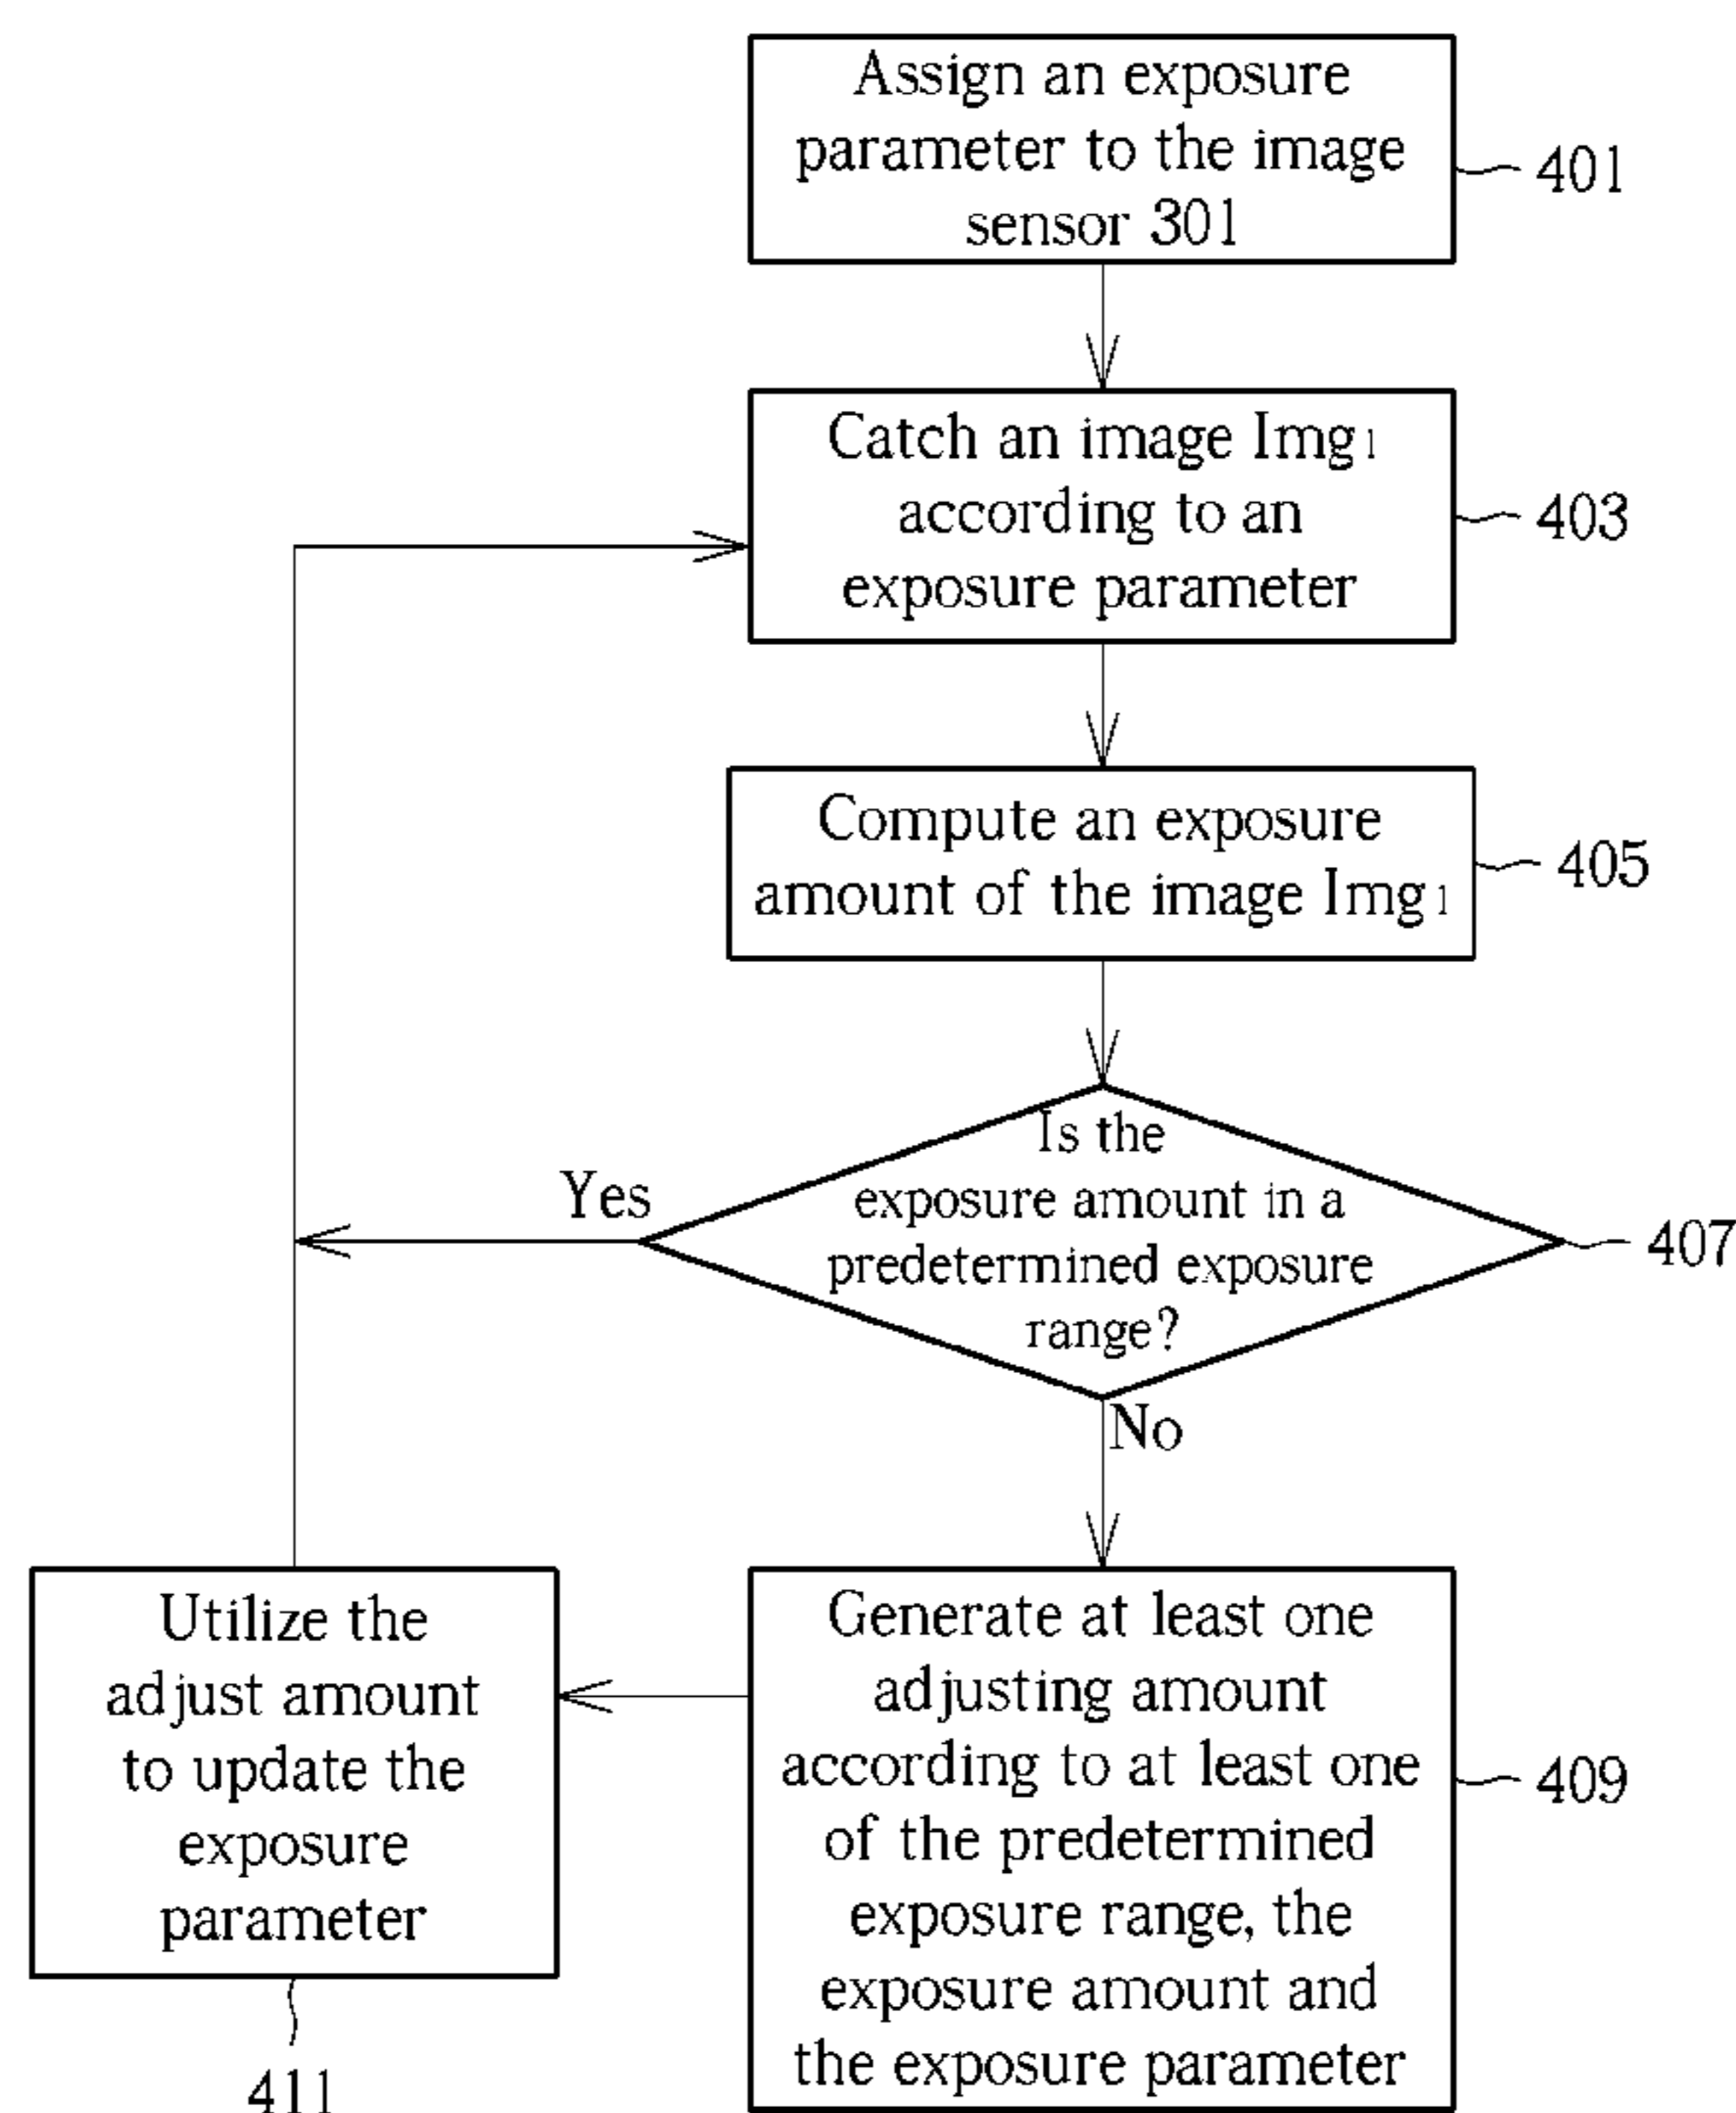 Assign an exposure
parameter to the image
sensor 301
401
Catch an image Img1
according to an
exposure parameter
403
Compute an exposure
amount of the image Img1
405
Is the
exposure amount in a
predetermined exposure
range?
407
Yes
No
Generate at least one
adjusting amount
according to at least one
of the predetermined
exposure range, the
exposure amount and
the exposure parameter
409
Utilize the
adjust amount
to update the
exposure
parameter
411